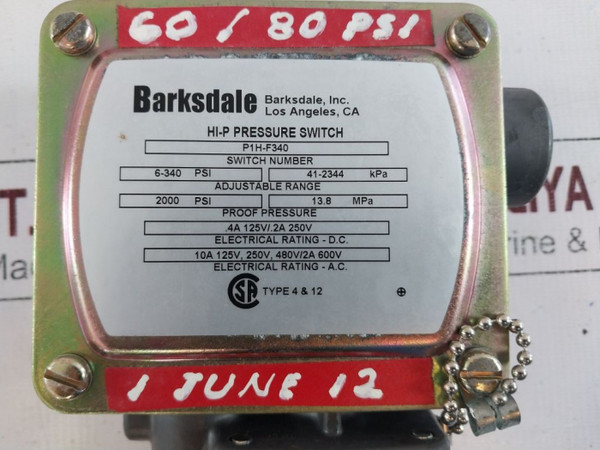 60 / 80 PSI
Barksdale Barksdale, Inc.
Los Angeles, CA
HI-P PRESSURE SWITCH
P1H-F340
SWITCH NUMBER
6-340 PSI 41-2344 kPa
ADJUSTABLE RANGE
2000 PSI 13.8 MPa
PROOF PRESSURE
.4A 125V/.2A 250V
ELECTRICAL RATING - D.C.
10A 125V, 250V, 480V/2A 600V
ELECTRICAL RATING - A.C.
SA TYPE 4 & 12
1 JUNE 12